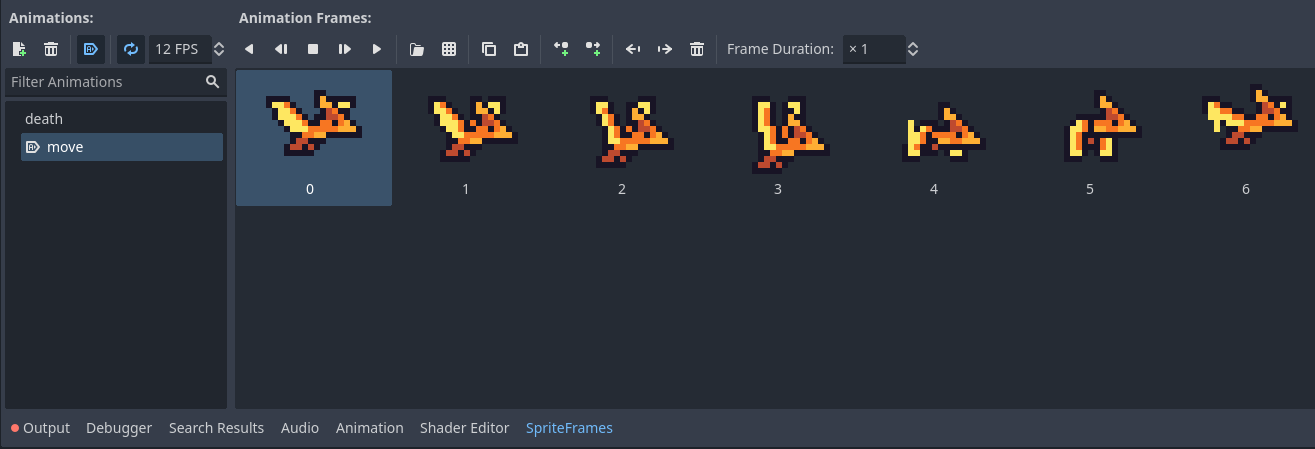 Animations:
Animation Frames:
12 FPS
Frame Duration:
× 1
Filter Animations
death
move
0
1
2
3
4
5
6
Output
Debugger
Search Results
Audio
Animation
Shader Editor
SpriteFrames